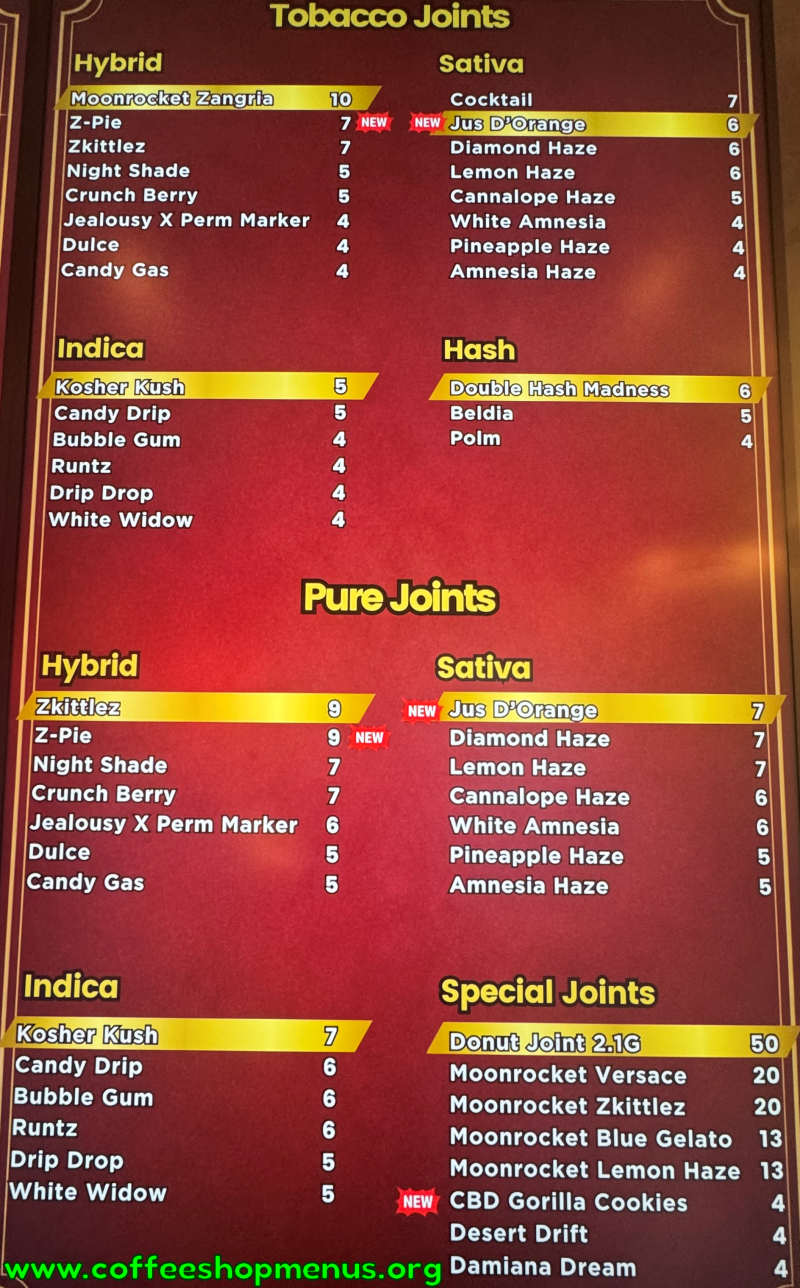 Tobacco Joints
Hybrid
Moonrocket Zangria 10
Z-Pie 7 NEW
Zkittlez 7
Night Shade 5
Crunch Berry 5
Jealousy X Perm Marker 4
Dulce 4
Candy Gas 4
Sativa
Cocktail 7
NEW Jus D'Orange 6
Diamond Haze 6
Lemon Haze 6
Cannalope Haze 5
White Amnesia 4
Pineapple Haze 4
Amnesia Haze 4
Indica
Kosher Kush 5
Candy Drip 5
Bubble Gum 4
Runtz 4
Drip Drop 4
White Widow 4
Hash
Double Hash Madness 6
Beldia 5
Polm 4
Pure Joints
Hybrid
Zkittlez 9
Z-Pie 9 NEW
Night Shade 7
Crunch Berry 7
Jealousy X Perm Marker 6
Dulce 5
Candy Gas 5
Sativa
NEW Jus D'Orange 7
Diamond Haze 7
Lemon Haze 7
Cannalope Haze 6
White Amnesia 6
Pineapple Haze 5
Amnesia Haze 5
Indica
Kosher Kush 7
Candy Drip 6
Bubble Gum 6
Runtz 6
Drip Drop 5
White Widow 5
Special Joints
Donut Joint 2.1G 50
Moonrocket Versace 20
Moonrocket Zkittlez 20
Moonrocket Blue Gelato 13
Moonrocket Lemon Haze 13
NEW CBD Gorilla Cookies 4
Desert Drift 4
Damiana Dream 4
www.coffeeshopmenus.org